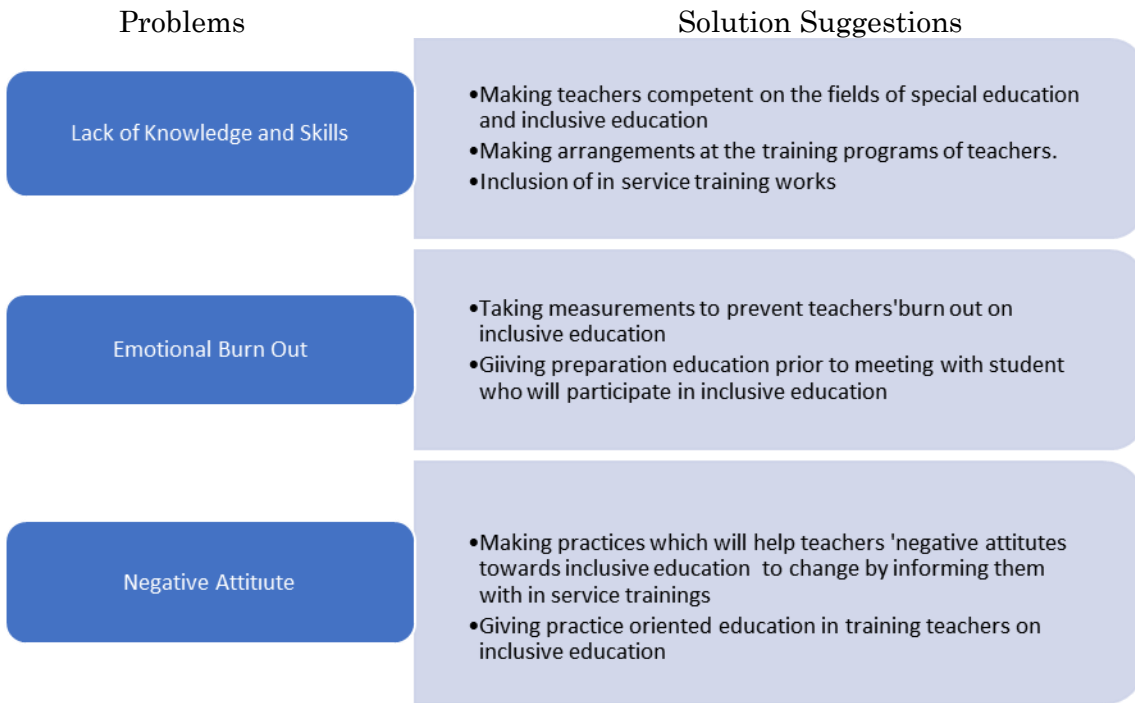 Problems
Solution Suggestions
Lack of Knowledge and Skills
•Making teachers competent on the fields of special education
and inclusive education
•Making arrangements at the training programs of teachers.
•Inclusion of in service training works
Emotional Burn Out
•Taking measurements to prevent teachers'burn out on
inclusive education
•Giiving preparation education prior to meeting with student
who will participate in inclusive education
Negative Attitıute
•Making practices which will help teachers 'negative attitutes
towards inclusive education to change by informing them
with in service trainings
•Giving practice oriented education in training teachers on
inclusive education